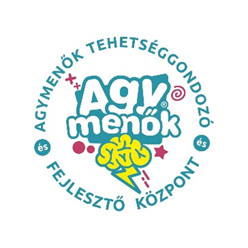 AGYMENŐK TEHETSÉGGONDOZÓ
és
FEJLESZTŐ KÖZPONT
és
Agy
menők
®